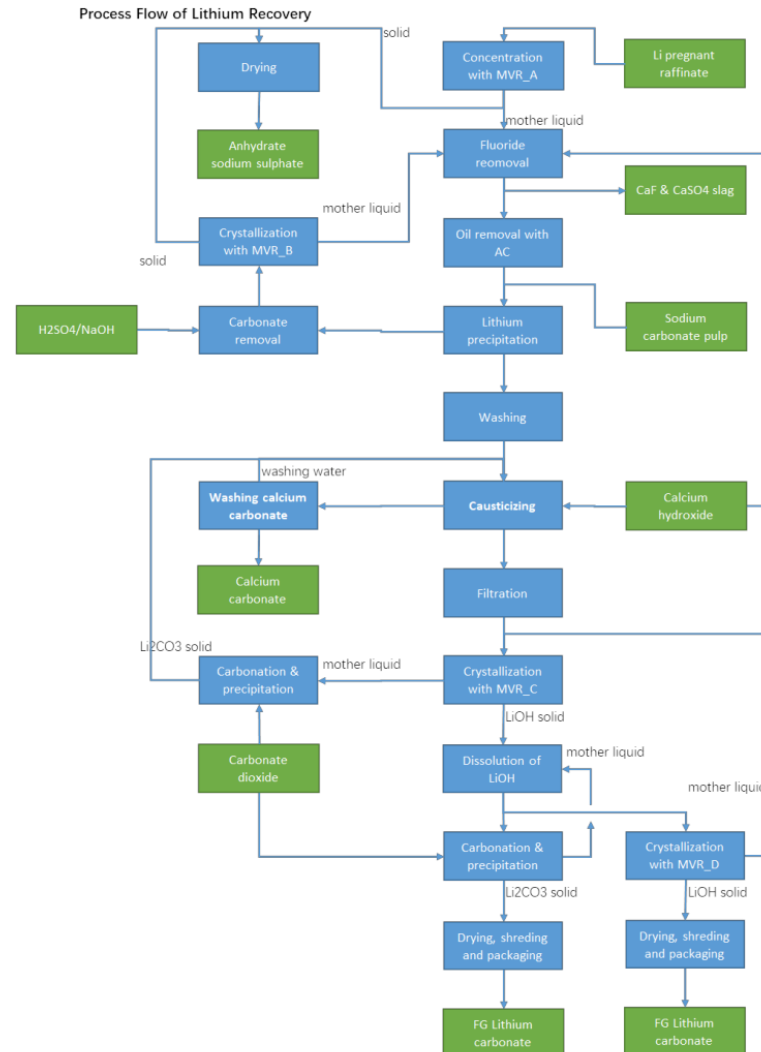 Process Flow of Lithium Recovery
solid
Drying
Concentration
with MVR_A
Li pregnant
raffinate
mother liquid
Anhydrate
sodium sulphate
Fluoride
reomoval
CaF & CaSO4 slag
mother liquid
Crystallization
with MVR_B
solid
Oil removal with
AC
H2SO4/NaOH
Carbonate
removal
Lithium
precipitation
Sodium
carbonate pulp
Washing
washing water
Washing calcium
carbonate
Causticizing
Calcium
hydroxide
Calcium
carbonate
Filtration
Li2CO3 solid
Carbonation &
precipitation
mother liquid
Crystallization
with MVR_C
LiOH solid
Carbonate
dioxide
Dissolution of
LiOH
mother liquid
mother liquid
Carbonation &
precipitation
Crystallization
with MVR_D
Li2CO3 solid
LiOH solid
Drying, shreding
and packaging
Drying, shreding
and packaging
FG Lithium
carbonate
FG Lithium
carbonate